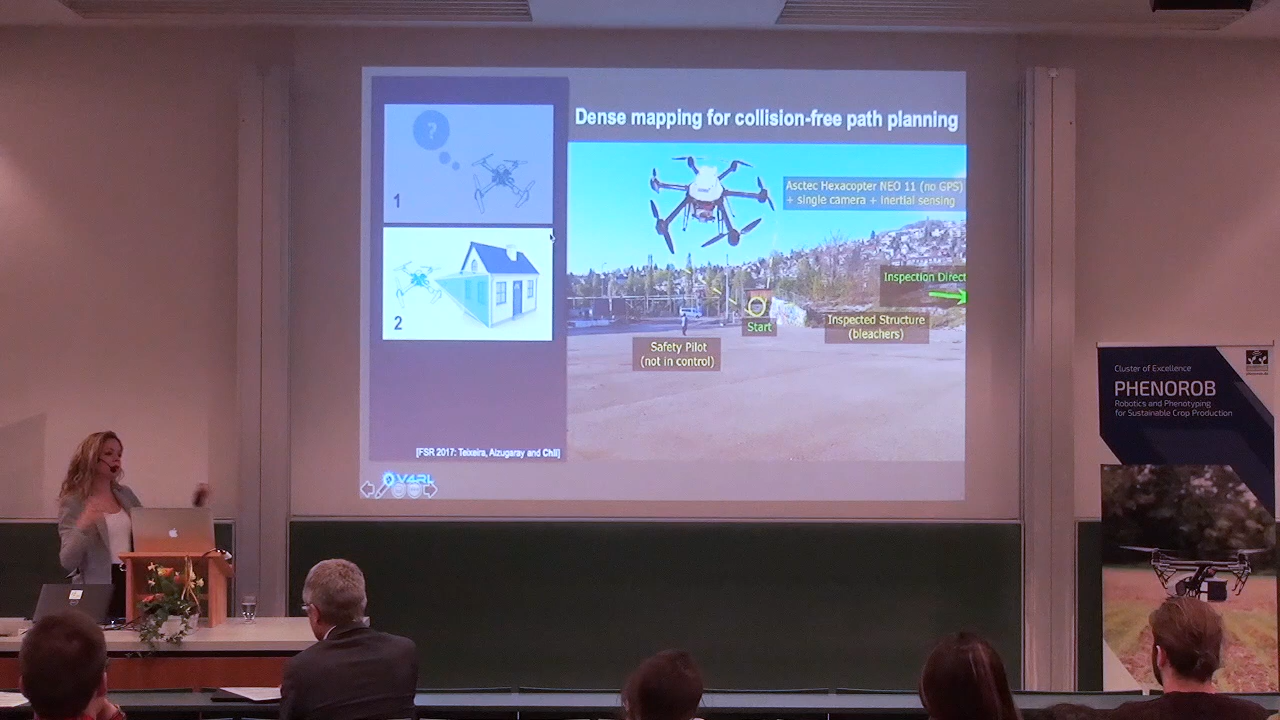 Dense mapping for collision-free path planning
?
1
2
Asctec Hexacopter NEO 11 (no GPS)
+ single camera + inertial sensing
Inspection Direct
Start
Inspected Structure
(bleachers)
Safety Pilot
(not in control)
[FSR 2017: Teixeira, Alzugaray and Chli]
V4RL
Cluster of Excellence
PHENOROB
Robotics and Phenotyping
for Sustainable Crop Production